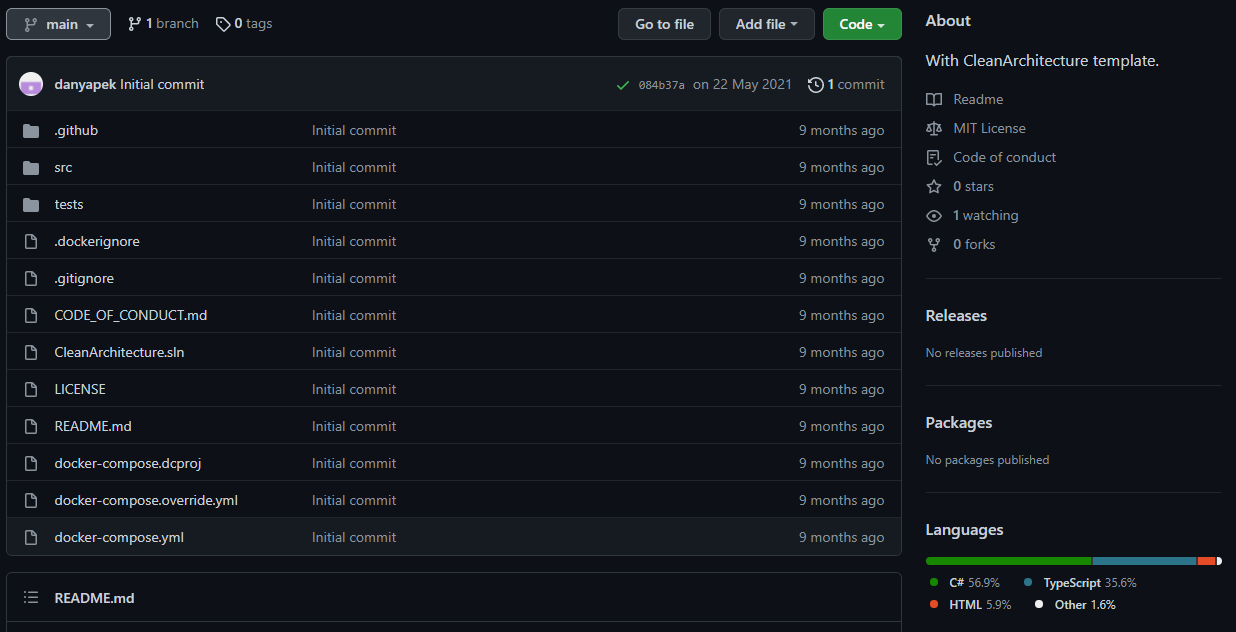 main
1 branch
0 tags
Go to file
Add file
Code
danyapek Initial commit
084b37a on 22 May 2021
1 commit
.github Initial commit 9 months ago
src Initial commit 9 months ago
tests Initial commit 9 months ago
.dockerignore Initial commit 9 months ago
.gitignore Initial commit 9 months ago
CODE_OF_CONDUCT.md Initial commit 9 months ago
CleanArchitecture.sln Initial commit 9 months ago
LICENSE Initial commit 9 months ago
README.md Initial commit 9 months ago
docker-compose.dcproj Initial commit 9 months ago
docker-compose.override.yml Initial commit 9 months ago
docker-compose.yml Initial commit 9 months ago
README.md
About
With CleanArchitecture template.
Readme
MIT License
Code of conduct
0 stars
1 watching
0 forks
Releases
No releases published
Packages
No packages published
Languages
C# 56.9% TypeScript 35.6%
HTML 5.9% Other 1.6%